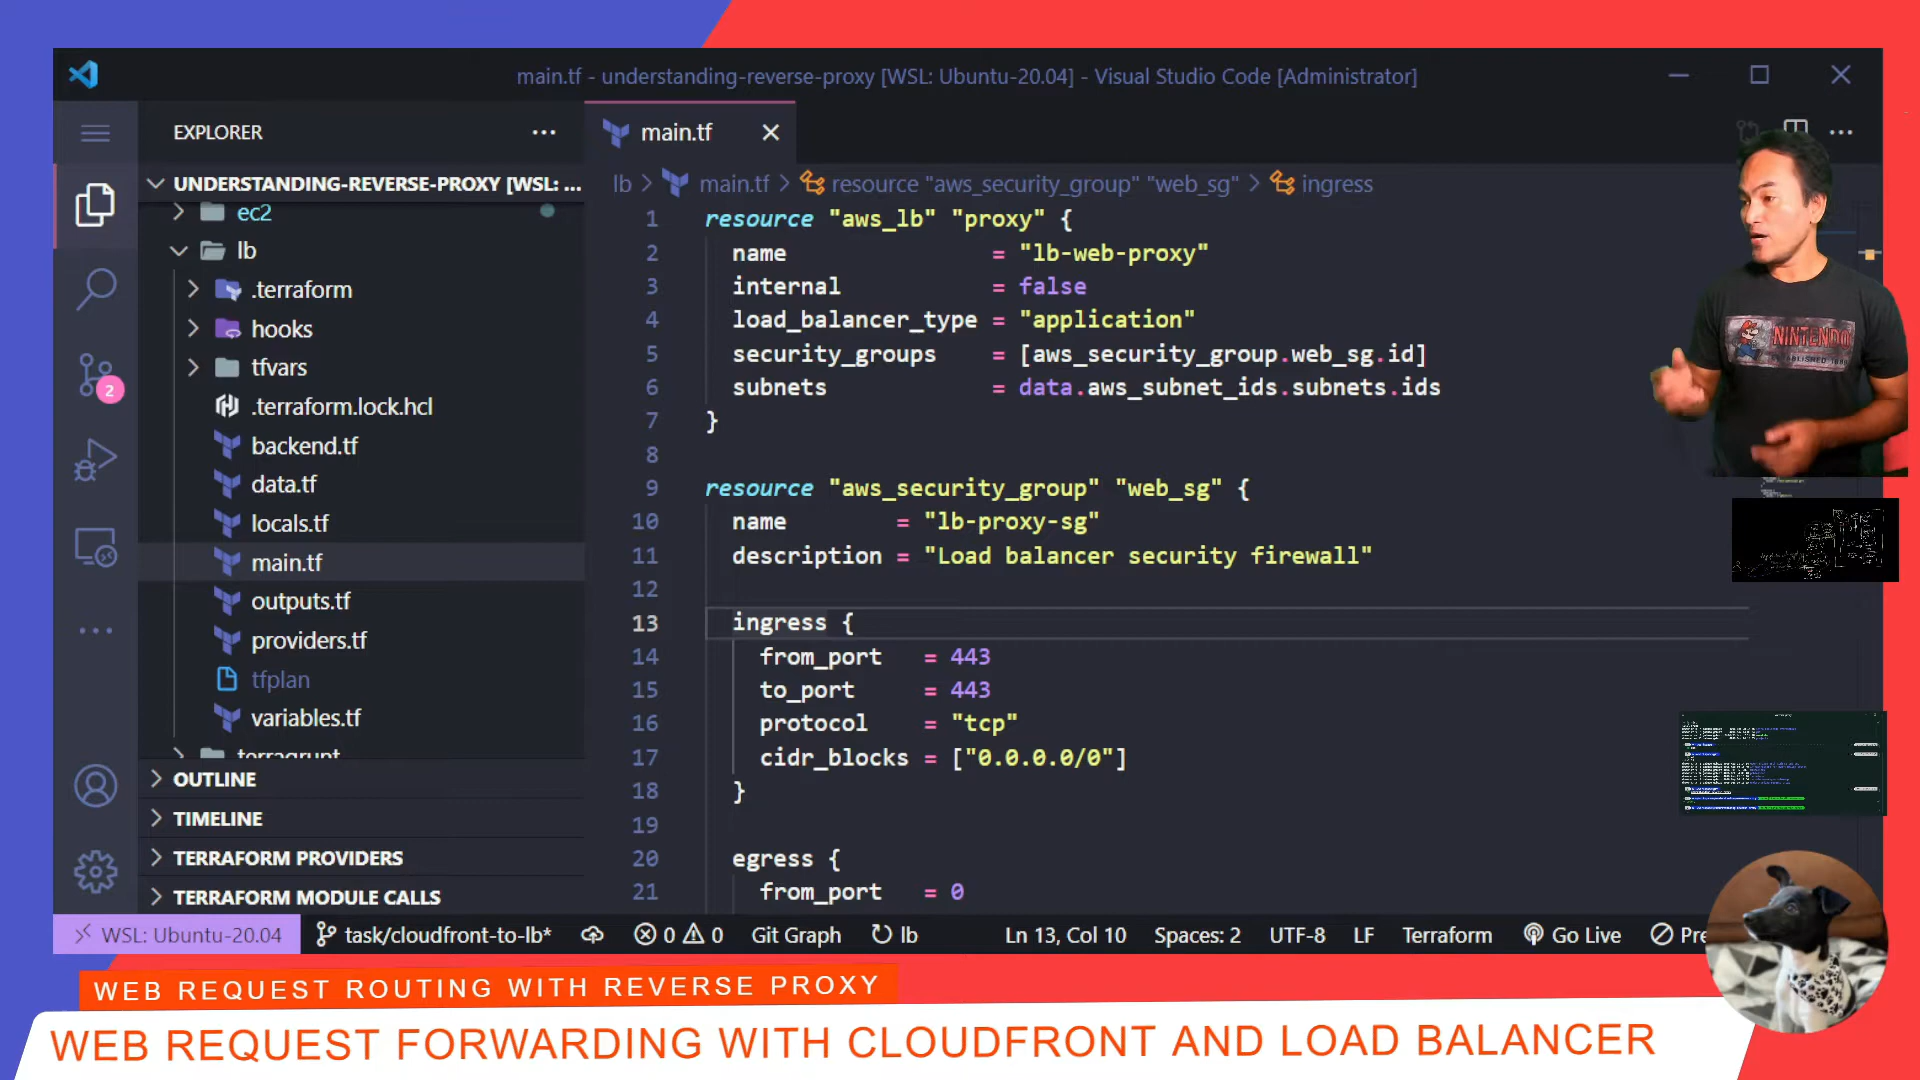 main.tf - understanding-reverse-proxy [WSL: Ubuntu-20.04] - Visual Studio Code [Administrator]
EXPLORER
UNDERSTANDING-REVERSE-PROXY [WSL: ...
ec2
lb
.terraform
hooks
tfvars
.terraform.lock.hcl
backend.tf
data.tf
locals.tf
main.tf
outputs.tf
providers.tf
tfplan
variables.tf
terragrunt
OUTLINE
TIMELINE
TERRAFORM PROVIDERS
TERRAFORM MODULE CALLS
2
main.tf
lb > main.tf > resource "aws_security_group" "web_sg" > ingress
1 resource "aws_lb" "proxy" {
2 name = "lb-web-proxy"
3 internal = false
4 load_balancer_type = "application"
5 security_groups = [aws_security_group.web_sg.id]
6 subnets = data.aws_subnet_ids.subnets.ids
7 }
8
9 resource "aws_security_group" "web_sg" {
10 name = "lb-proxy-sg"
11 description = "Load balancer security firewall"
12
13 ingress {
14 from_port = 443
15 to_port = 443
16 protocol = "tcp"
17 cidr_blocks = ["0.0.0.0/0"]
18 }
19
20 egress {
21 from_port = 0
NINTENDO
WSL: Ubuntu-20.04 task/cloudfront-to-lb* 0 0 Git Graph lb Ln 13, Col 10 Spaces: 2 UTF-8 LF Terraform Go Live Pre
WEB REQUEST ROUTING WITH REVERSE PROXY
WEB REQUEST FORWARDING WITH CLOUDFRONT AND LOAD BALANCER